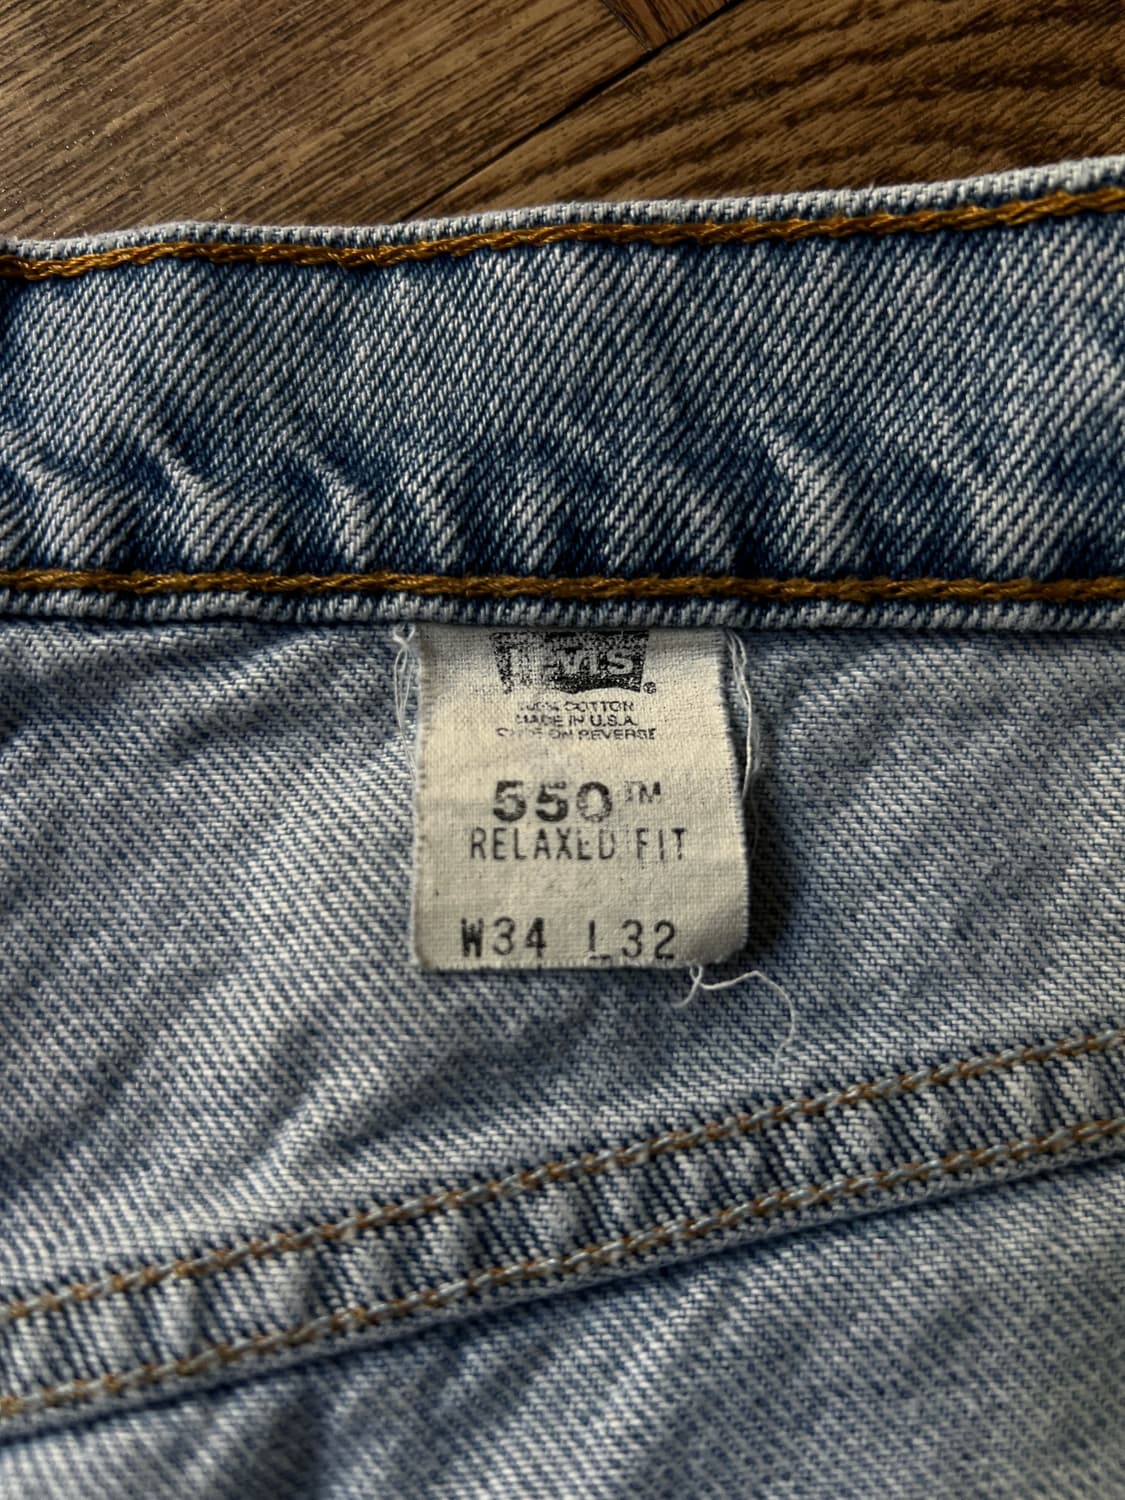 LEVI'S®
100% COTTON
MADE IN U.S.A.
CARE ON REVERSE
550™
RELAXED FIT
W34 L32